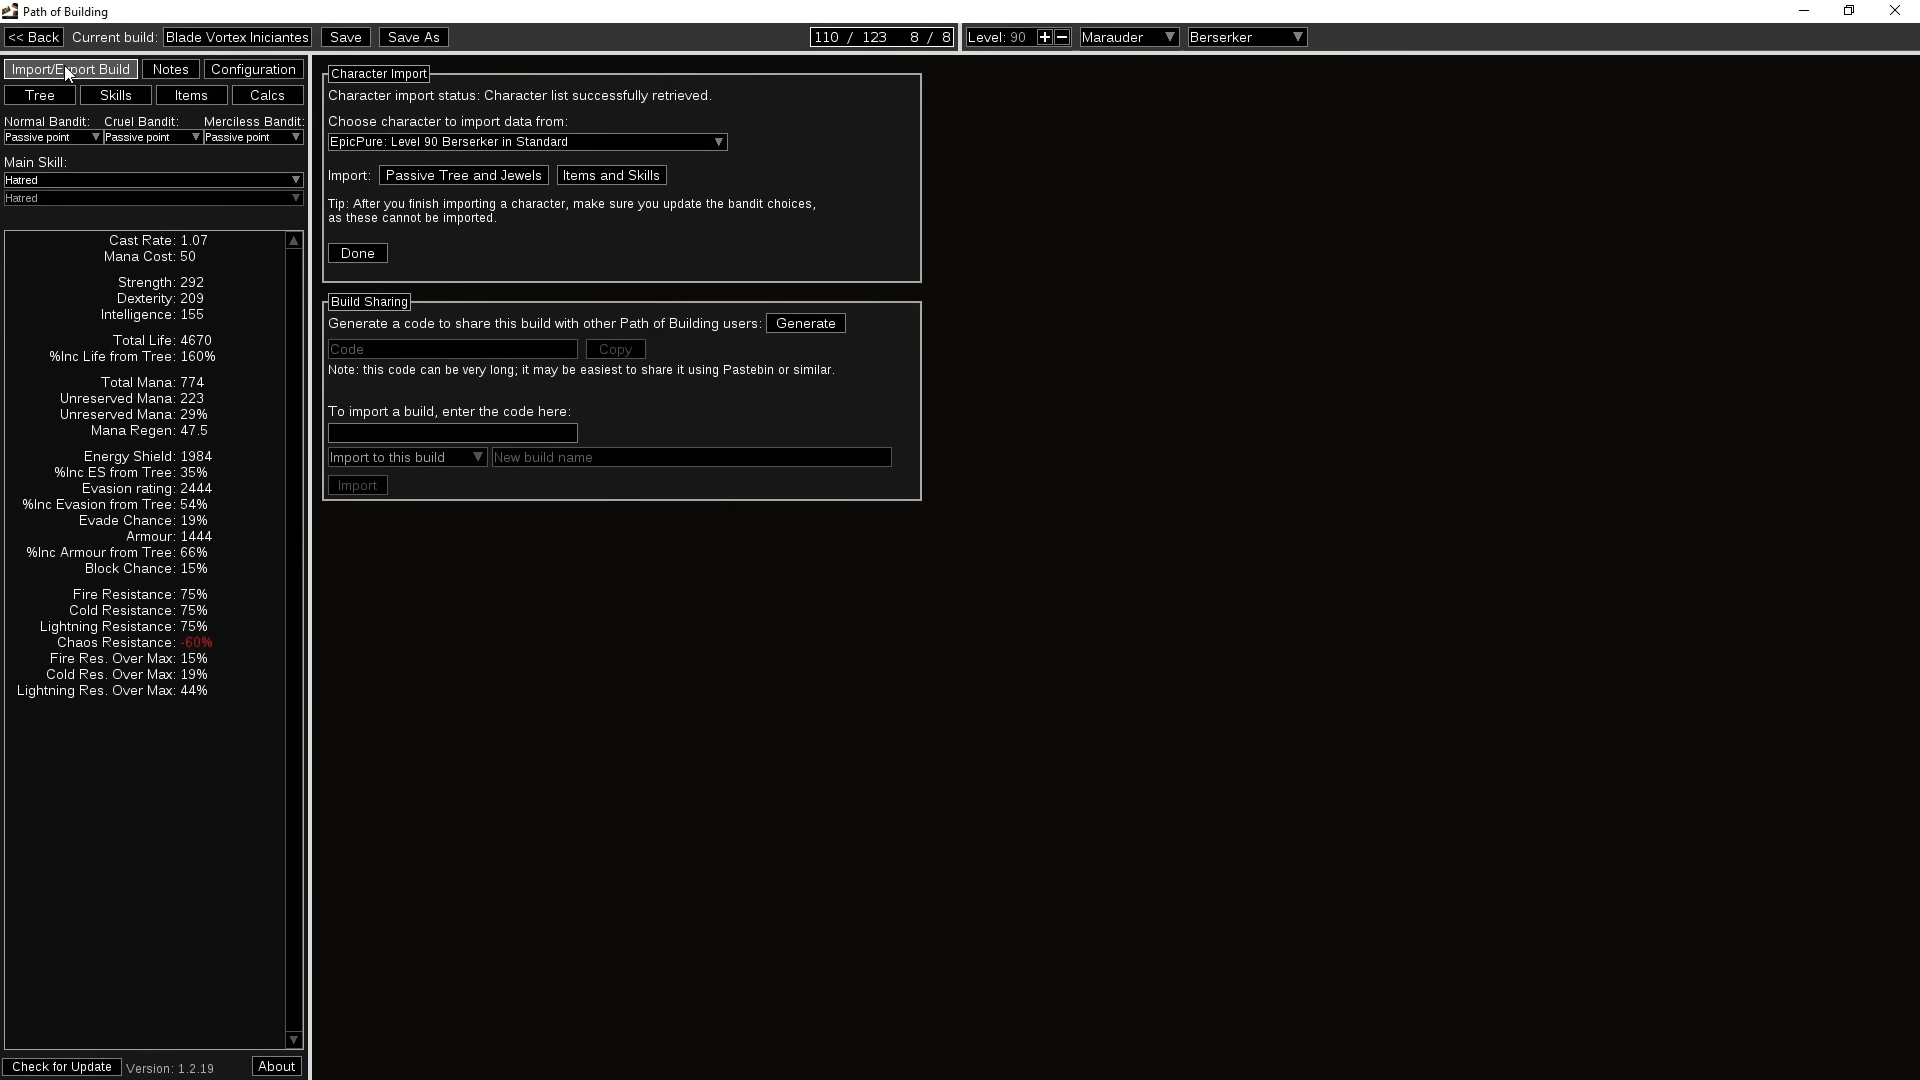 Path of Building
<< Back Current build: Blade Vortex Iniciantes Save Save As 110 / 123 8 / 8 Level: 90 Marauder Berserker
Import/Export Build Notes Configuration
Tree Skills Items Calcs
Normal Bandit: Cruel Bandit: Merciless Bandit:
Passive point Passive point Passive point
Main Skill:
Hatred
Hatred
Cast Rate: 1.07
Mana Cost: 50
Strength: 292
Dexterity: 209
Intelligence: 155
Total Life: 4670
%Inc Life from Tree: 160%
Total Mana: 774
Unreserved Mana: 223
Unreserved Mana: 29%
Mana Regen: 47.5
Energy Shield: 1984
%Inc ES from Tree: 35%
Evasion rating: 2444
%Inc Evasion from Tree: 54%
Evade Chance: 19%
Armour: 1444
%Inc Armour from Tree: 66%
Block Chance: 15%
Fire Resistance: 75%
Cold Resistance: 75%
Lightning Resistance: 75%
Chaos Resistance: -60%
Fire Res. Over Max: 15%
Cold Res. Over Max: 19%
Lightning Res. Over Max: 44%
Check for Update Version: 1.2.19 About
Character Import
Character import status: Character list successfully retrieved.
Choose character to import data from:
EpicPure: Level 90 Berserker in Standard
Import: Passive Tree and Jewels Items and Skills
Tip: After you finish importing a character, make sure you update the bandit choices,
as these cannot be imported.
Done
Build Sharing
Generate a code to share this build with other Path of Building users: Generate
Code Copy
Note: this code can be very long; it may be easiest to share it using Pastebin or similar.
To import a build, enter the code here:
Import to this build New build name
Import